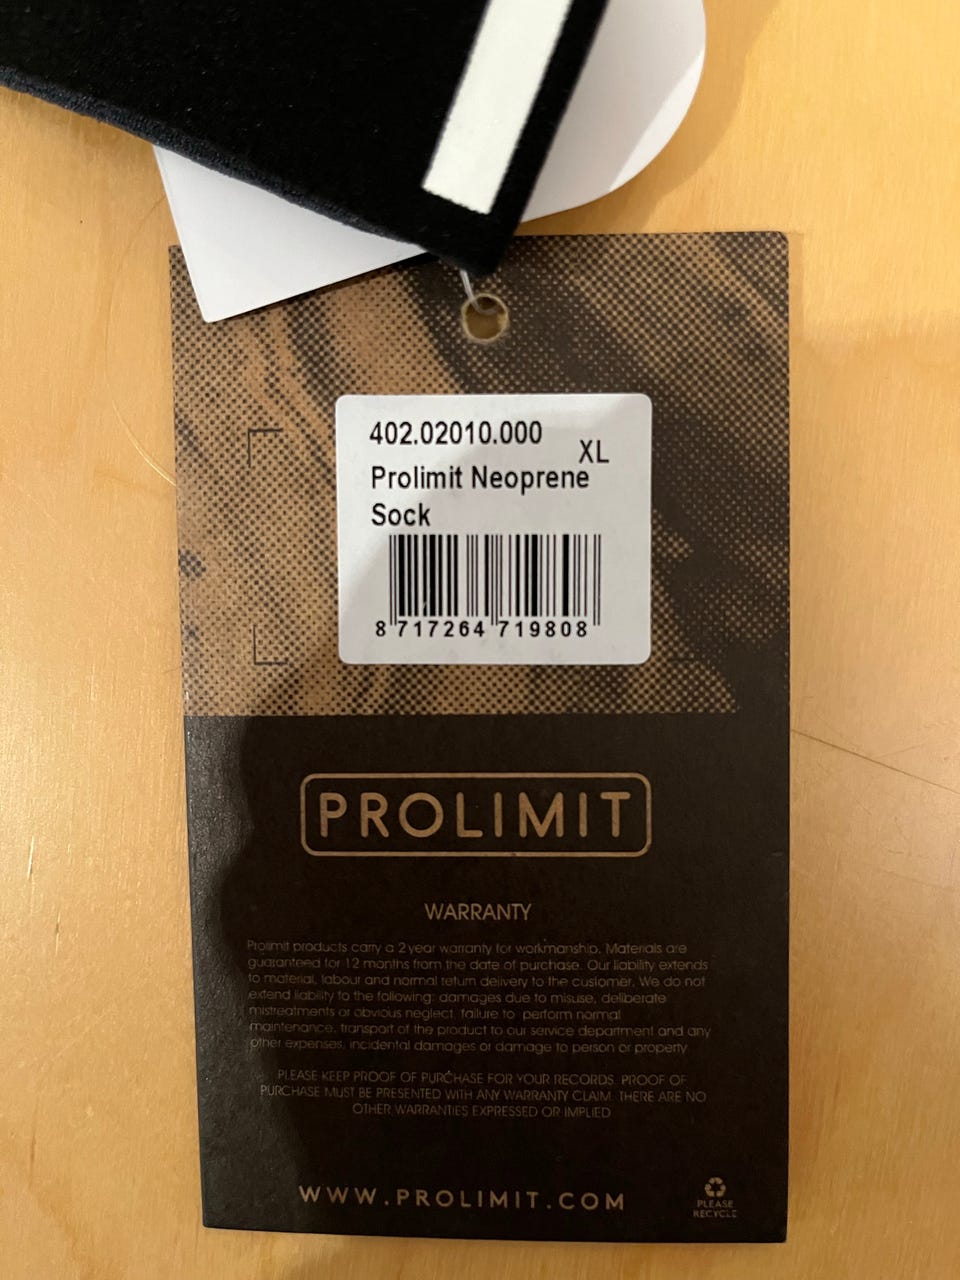 402.02010.000
XL
Prolimit Neoprene
Sock
8 717264 719808
PROLIMIT
WARRANTY
Prolimit products carry a 2 year warranty for workmanship. Materials are
guaranteed for 12 months from the date of purchase. Our liability extends
to material, labour and normal return delivery to the customer. We do not
extend liability to the following: damages due to misuse, deliberate
mistreatments or obvious neglect, failure to perform normal
maintenance, transport of the product to our service department and any
other expenses, incidental damages or damage to person or property
PLEASE KEEP PROOF OF PURCHASE FOR YOUR RECORDS. PROOF OF
PURCHASE MUST BE PRESENTED WITH ANY WARRANTY CLAIM. THERE ARE NO
OTHER WARRANTIES EXPRESSED OR IMPLIED
WWW.PROLIMIT.COM
PLEASE
RECYCLE